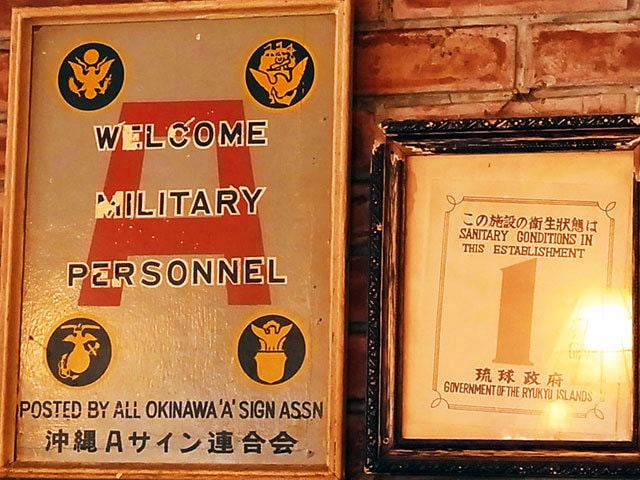 WELCOME
MILITARY
PERSONNEL
A
POSTED BY ALL OKINAWA 'A' SIGN ASSN
沖縄Aサイン連合会
この施設の衛生狀態は
SANITARY CONDITIONS IN
THIS ESTABLISHMENT
1
琉球政府
GOVERNMENT OF THE RYUKYU ISLANDS